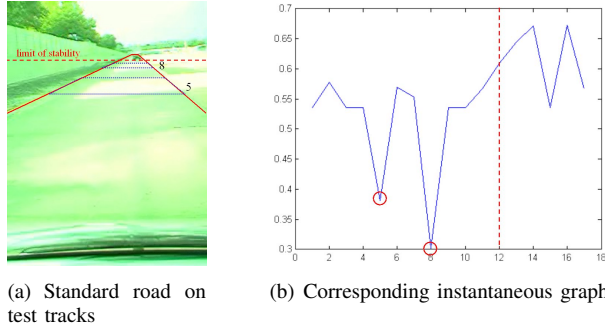 limit of stability
8
5
0.7
0.65
0.6
0.55
0.5
0.45
0.4
0.35
0.3
0 2 4 6 8 10 12 14 16 18
(a) Standard road on
test tracks
(b) Corresponding instantaneous graph